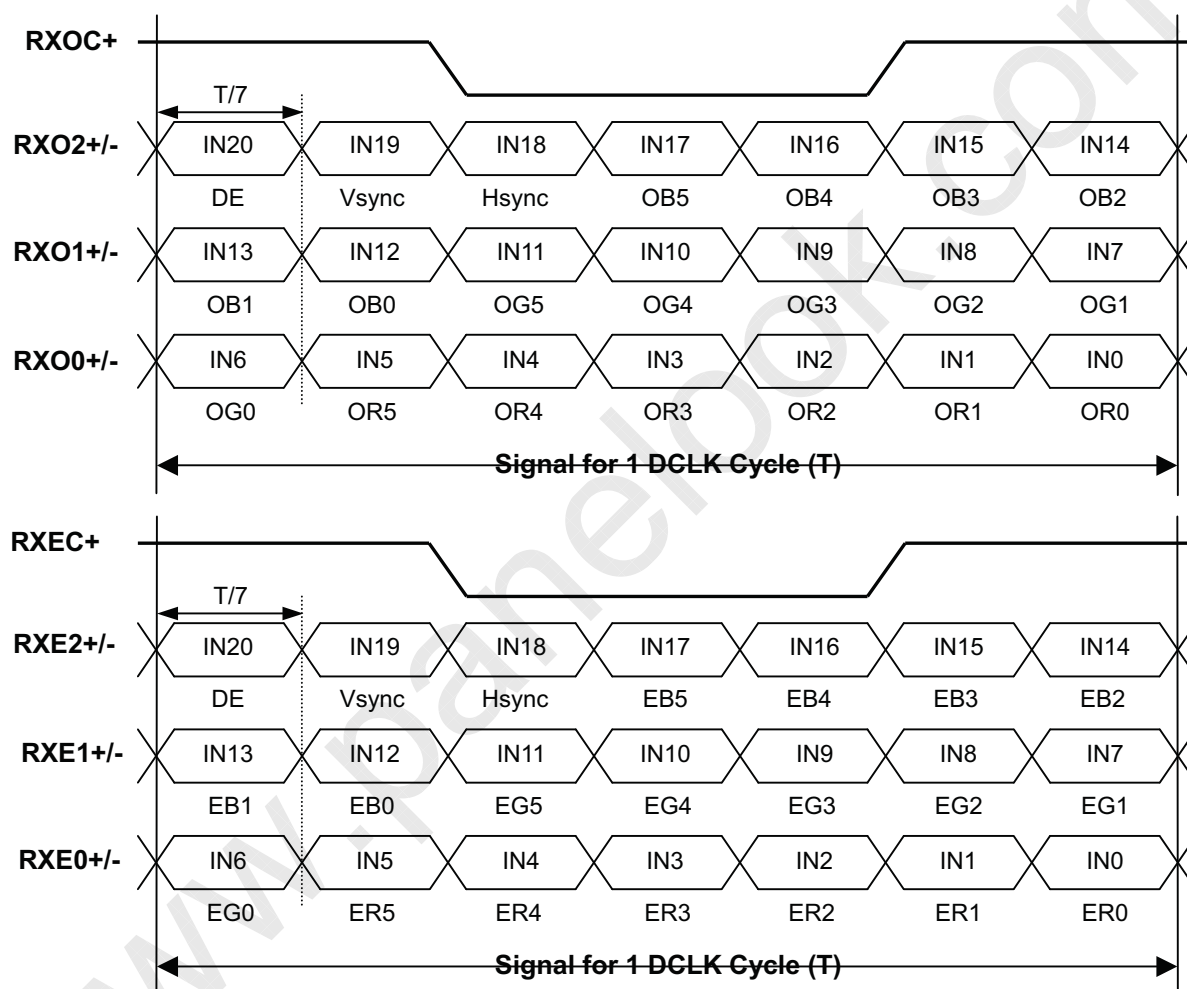 RXOC+
T/7
RXO2+/- IN20 IN19 IN18 IN17 IN16 IN15 IN14
DE Vsync Hsync OB5 OB4 OB3 OB2
RXO1+/- IN13 IN12 IN11 IN10 IN9 IN8 IN7
OB1 OB0 OG5 OG4 OG3 OG2 OG1
RXO0+/- IN6 IN5 IN4 IN3 IN2 IN1 IN0
OG0 OR5 OR4 OR3 OR2 OR1 OR0
Signal for 1 DCLK Cycle (T)
RXEC+
T/7
RXE2+/- IN20 IN19 IN18 IN17 IN16 IN15 IN14
DE Vsync Hsync EB5 EB4 EB3 EB2
RXE1+/- IN13 IN12 IN11 IN10 IN9 IN8 IN7
EB1 EB0 EG5 EG4 EG3 EG2 EG1
RXE0+/- IN6 IN5 IN4 IN3 IN2 IN1 IN0
EG0 ER5 ER4 ER3 ER2 ER1 ER0
Signal for 1 DCLK Cycle (T)
www.panelook.com